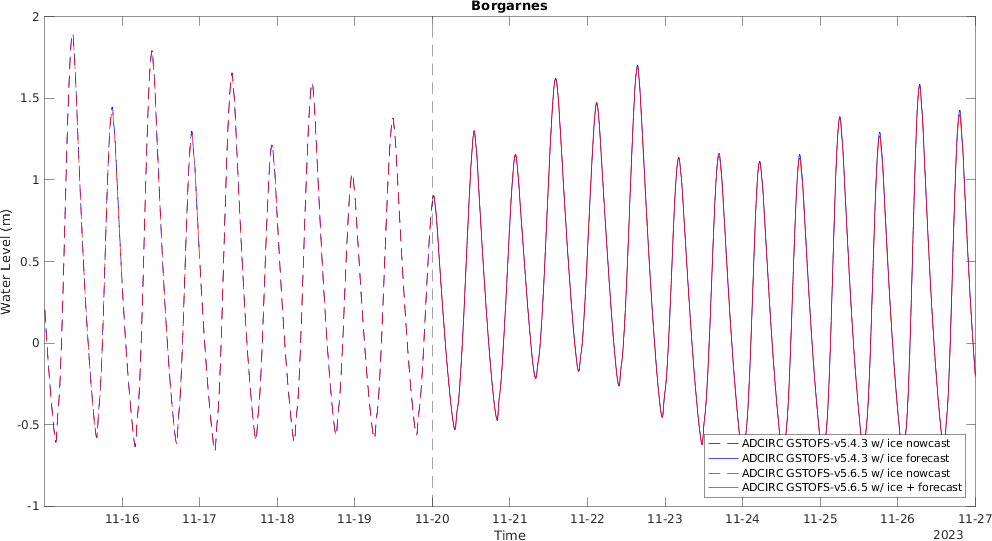 Borgarnes
2
1.5
1
0.5
0
-0.5
-1
Water Level (m)
11-16
11-17
11-18
11-19
11-20
11-21
11-22
11-23
11-24
11-25
11-26
11-27
Time
2023
ADCIRC GSTOFS-v5.4.3 w/ ice nowcast
ADCIRC GSTOFS-v5.4.3 w/ ice forecast
ADCIRC GSTOFS-v5.6.5 w/ ice nowcast
ADCIRC GSTOFS-v5.6.5 w/ ice + forecast